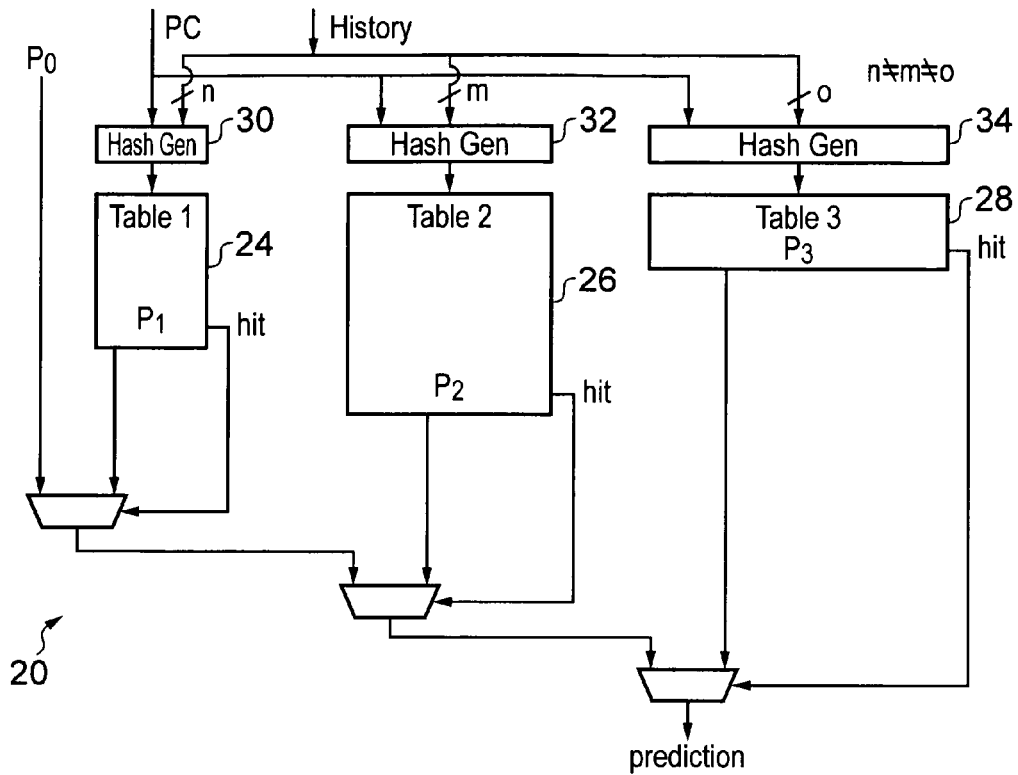 PC
History
P0
n
m
o
n≠m≠o
Hash Gen
30
Hash Gen
32
Hash Gen
34
Table 1
24
P1
hit
Table 2
26
P2
hit
Table 3
P3
28
hit
20
prediction